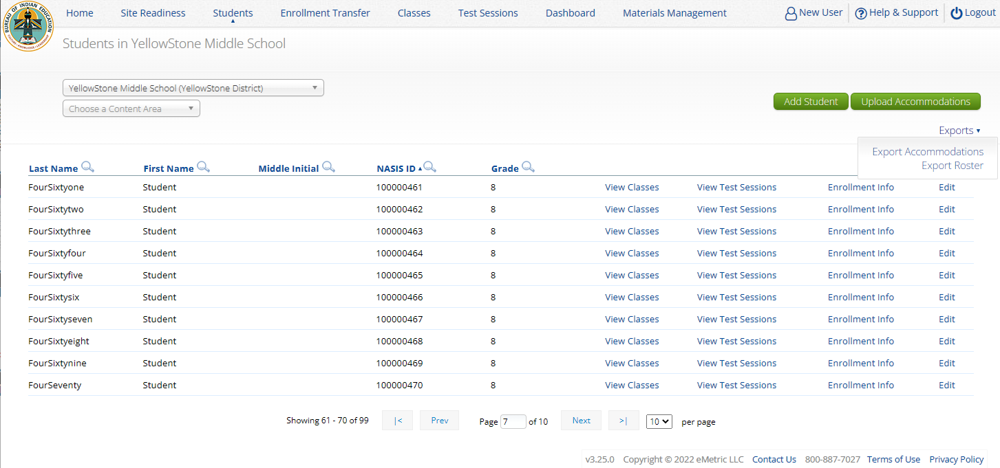 Home Site Readiness Students Enrollment Transfer Classes Test Sessions Dashboard Materials Management New User Help & Support Logout
BUREAU OF INDIAN EDUCATION
Students in YellowStone Middle School
YellowStone Middle School (YellowStone District)
Choose a Content Area
Add Student Upload Accommodations
Exports
Export Accommodations
Export Roster
Last Name First Name Middle Initial NASIS ID Grade
FourSixtyone Student 100000461 8 View Classes View Test Sessions Enrollment Info Edit
FourSixtytwo Student 100000462 8 View Classes View Test Sessions Enrollment Info Edit
FourSixtythree Student 100000463 8 View Classes View Test Sessions Enrollment Info Edit
FourSixtyfour Student 100000464 8 View Classes View Test Sessions Enrollment Info Edit
FourSixtyfive Student 100000465 8 View Classes View Test Sessions Enrollment Info Edit
FourSixtysix Student 100000466 8 View Classes View Test Sessions Enrollment Info Edit
FourSixtyseven Student 100000467 8 View Classes View Test Sessions Enrollment Info Edit
FourSixtyeight Student 100000468 8 View Classes View Test Sessions Enrollment Info Edit
FourSixtynine Student 100000469 8 View Classes View Test Sessions Enrollment Info Edit
FourSeventy Student 100000470 8 View Classes View Test Sessions Enrollment Info Edit
Showing 61 - 70 of 99 |< Prev Page 7 of 10 Next >| 10 per page
v3.25.0 Copyright © 2022 eMetric LLC Contact Us 800-887-7027 Terms of Use Privacy Policy